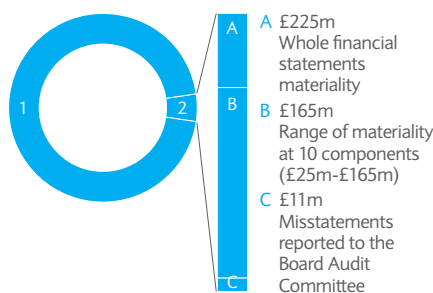 1
2
A
B
C
A £225m
Whole financial
statements
materiality
B £165m
Range of materiality
at 10 components
(£25m-£165m)
C £11m
Misstatements
reported to the
Board Audit
Committee